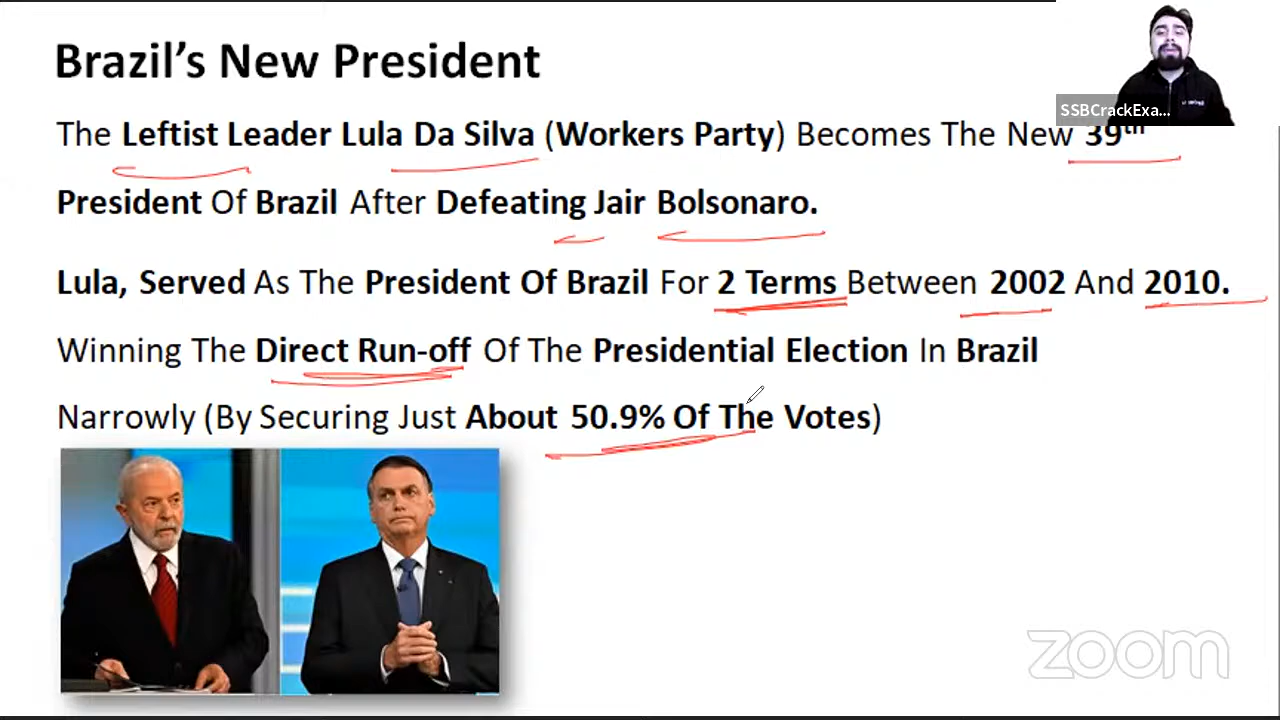 Brazil's New President
SSBCrackExa...
The Leftist Leader Lula Da Silva (Workers Party) Becomes The New 39th
President Of Brazil After Defeating Jair Bolsonaro.
Lula, Served As The President Of Brazil For 2 Terms Between 2002 And 2010.
Winning The Direct Run-off Of The Presidential Election In Brazil
Narrowly (By Securing Just About 50.9% Of The Votes)
zoom